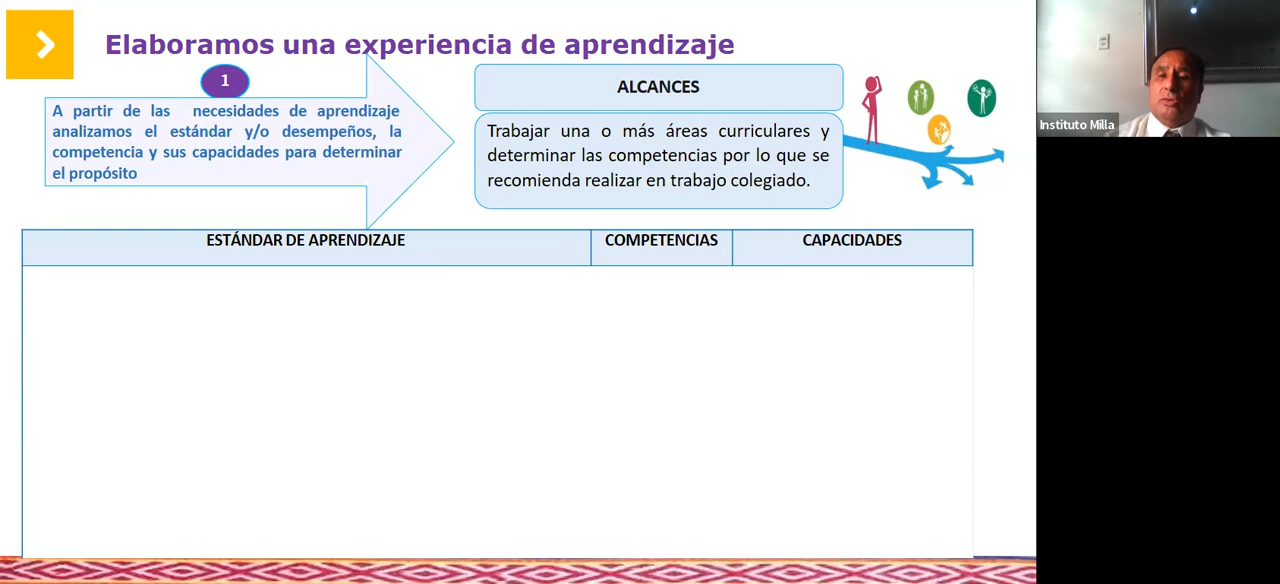 Elaboramos una experiencia de aprendizaje
1
A partir de las necesidades de aprendizaje
analizamos el estándar y/o desempeños, la
competencia y sus capacidades para determinar
el propósito
ALCANCES
Trabajar una o más áreas curriculares y
determinar las competencias por lo que se
recomienda realizar en trabajo colegiado.
Instituto Milla
ESTÁNDAR DE APRENDIZAJE
COMPETENCIAS
CAPACIDADES